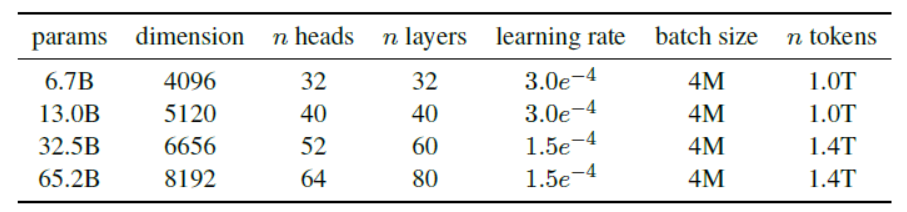 params dimension n heads n layers learning rate batch size n tokens
6.7B 4096 32 32 3.0e−4 4M 1.0T
13.0B 5120 40 40 3.0e−4 4M 1.0T
32.5B 6656 52 60 1.5e−4 4M 1.4T
65.2B 8192 64 80 1.5e−4 4M 1.4T